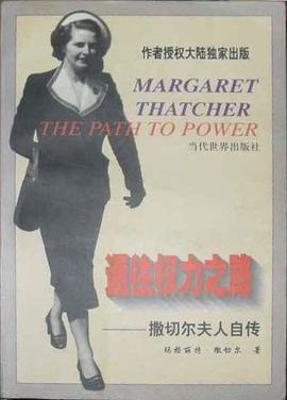 作者授权大陆独家出版
MARGARET
THATCHER
THE PATH TO POWER
当代世界出版社
通往权力之路
——撒切尔夫人自传
玛格丽特·撒切尔 著